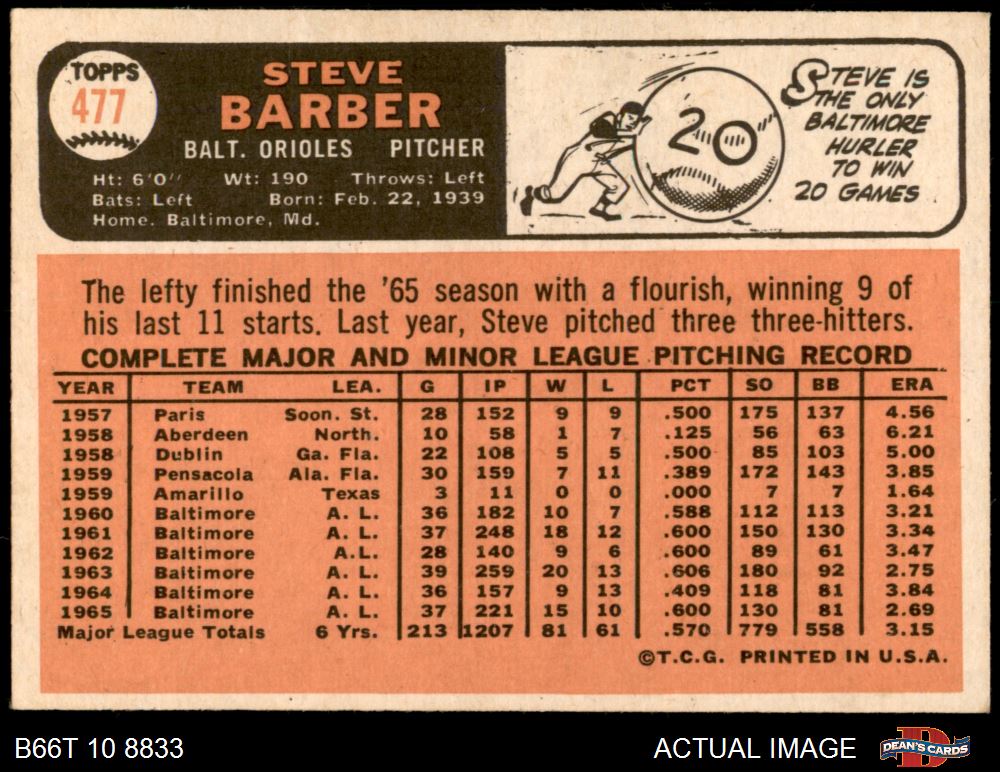 TOPPS
477
STEVE
BARBER
BALT. ORIOLES PITCHER
Ht: 6'0" Wt: 190 Throws: Left
Bats: Left Born: Feb. 22, 1939
Home. Baltimore, Md.
20
STEVE IS
THE ONLY
BALTIMORE
HURLER
TO WIN
20 GAMES
The lefty finished the '65 season with a flourish, winning 9 of
his last 11 starts. Last year, Steve pitched three three-hitters.
COMPLETE MAJOR AND MINOR LEAGUE PITCHING RECORD
YEAR TEAM LEA. G IP W L PCT SO BB ERA
1957 Paris Soon. St. 28 152 9 9 .500 175 137 4.56
1958 Aberdeen North. 10 58 1 7 .125 56 63 6.21
1958 Dublin Ga. Fla. 22 108 5 5 .500 85 103 5.00
1959 Pensacola Ala. Fla. 30 159 7 11 .389 172 143 3.85
1959 Amarillo Texas 3 11 0 0 .000 7 7 1.64
1960 Baltimore A. L. 36 182 10 7 .588 112 113 3.21
1961 Baltimore A. L. 37 248 18 12 .600 150 130 3.34
1962 Baltimore A.L. 28 140 9 6 .600 89 61 3.47
1963 Baltimore A. L. 39 259 20 13 .606 180 92 2.75
1964 Baltimore A. L. 36 157 9 13 .409 118 81 3.84
1965 Baltimore A. L. 37 221 15 10 .600 130 81 2.69
Major League Totals 6 Yrs. 213 1207 81 61 .570 779 558 3.15
©T.C.G. PRINTED IN U.S.A.
B66T 10 8833
ACTUAL IMAGE
DEAN'S CARDS